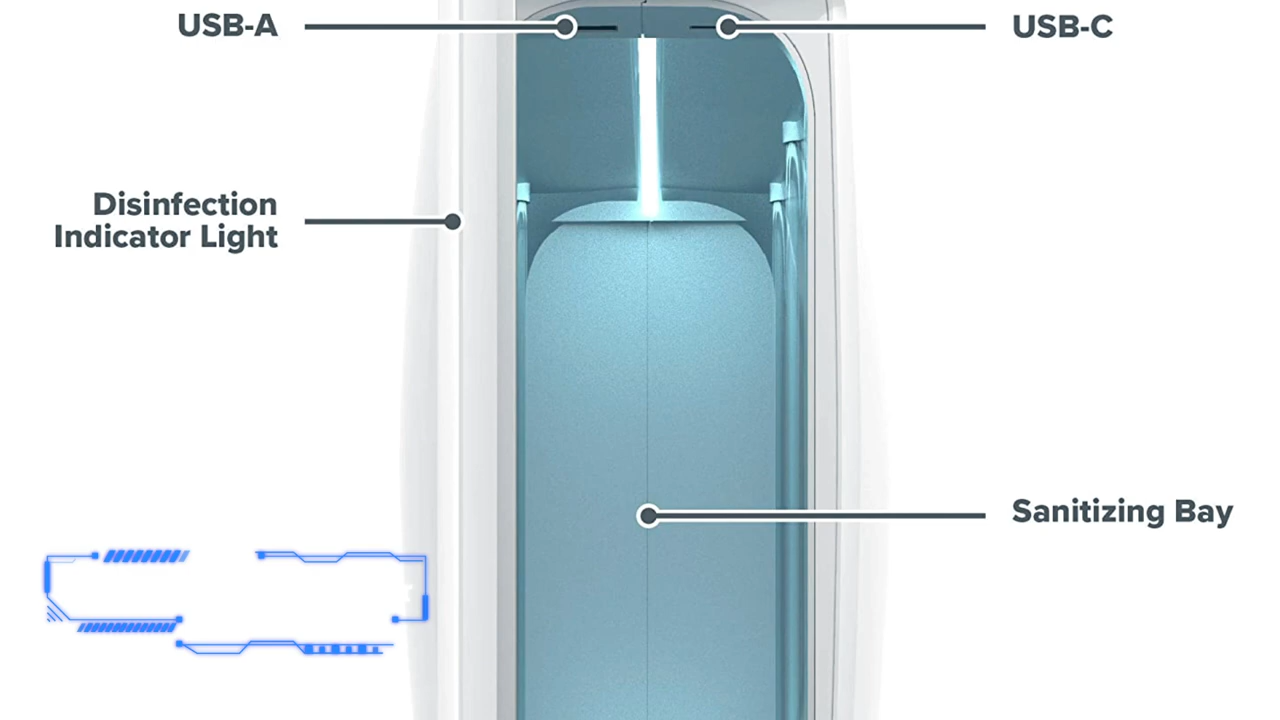 USB-A
USB-C
Disinfection
Indicator Light
Sanitizing Bay